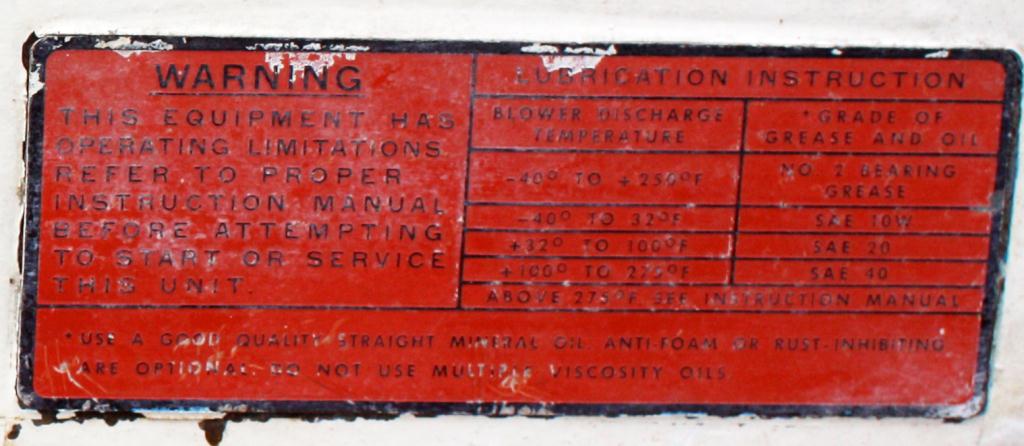 WARNING
THIS EQUIPMENT HAS
OPERATING LIMITATIONS
REFER TO PROPER
INSTRUCTION MANUAL
BEFORE ATTEMPTING
TO START OR SERVICE
THIS UNIT.
LUBRICATION INSTRUCTION
BLOWER DISCHARGE
TEMPERATURE
* GRADE OF
GREASE AND OIL
-40° TO +250°F
NO. 2 BEARING
GREASE
-40° TO 32°F
SAE 10W
+32° TO 100°F
SAE 20
+100° TO 275°F
SAE 40
ABOVE 275°F SEE INSTRUCTION MANUAL
* USE A GOOD QUALITY STRAIGHT MINERAL OIL. ANTI-FOAM OR RUST-INHIBITING
ARE OPTIONAL. DO NOT USE MULTIPLE VISCOSITY OILS